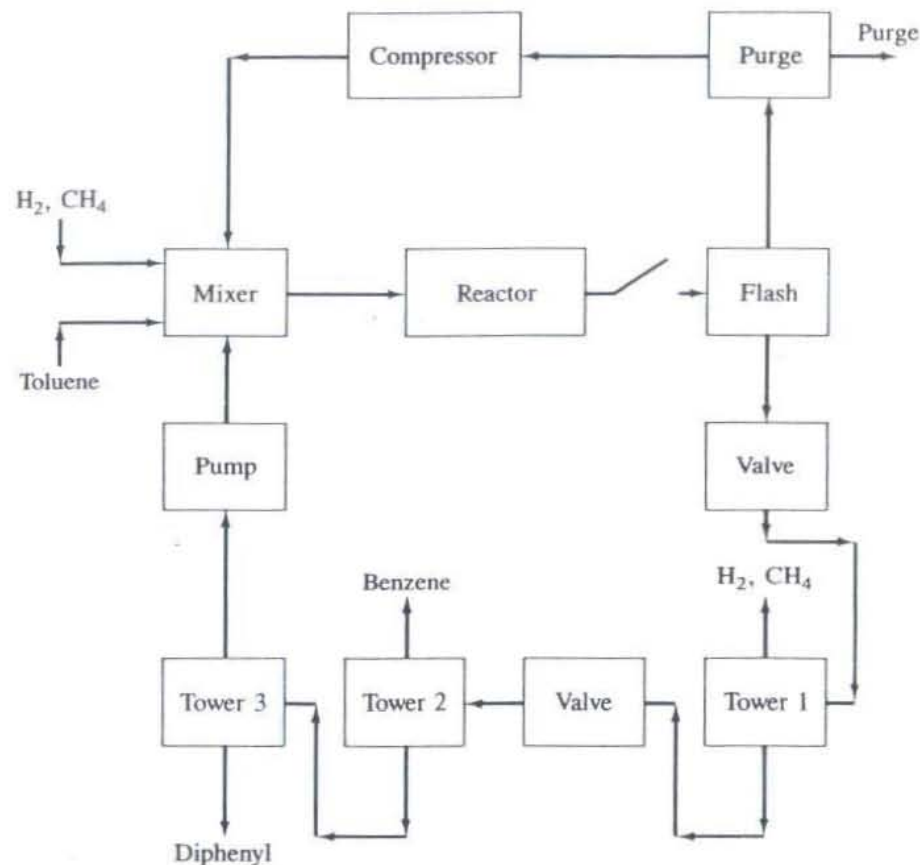 Purge
Compressor
Purge
H₂, CH₄
Mixer
Reactor
Flash
Toluene
Pump
Valve
Benzene
H₂, CH₄
Tower 3
Tower 2
Valve
Tower 1
Diphenyl